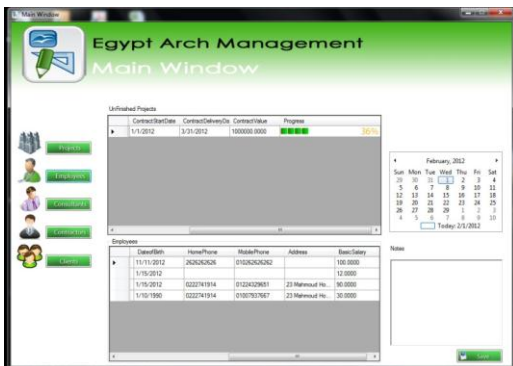 Main Window
Egypt Arch Management
Main Window
UnFinished Projects
ContractStartDate ContractDeliveryDa ContractValue Progress
1/1/2012 3/31/2012 1000000.0000 36%
Projects
Employees
Consultants
Contractors
Clients
February, 2012
Sun Mon Tue Wed Thu Fri Sat
29 30 31 1 2 3 4
5 6 7 8 9 10 11
12 13 14 15 16 17 18
19 20 21 22 23 24 25
26 27 28 29 1 2 3
4 5 6 7 8 9 10
Today: 2/1/2012
Employees
DateofBirth HomePhone MobilePhone Address BasicSalary
11/11/2012 2626262626 010262626262 100.0000
1/15/2012 12.0000
1/15/2012 0222741914 01224329651 23 Mahmoud Ho... 90.0000
1/10/1990 0222741914 01007937667 23 Mahmoud Ho... 30.0000
Notes
Save